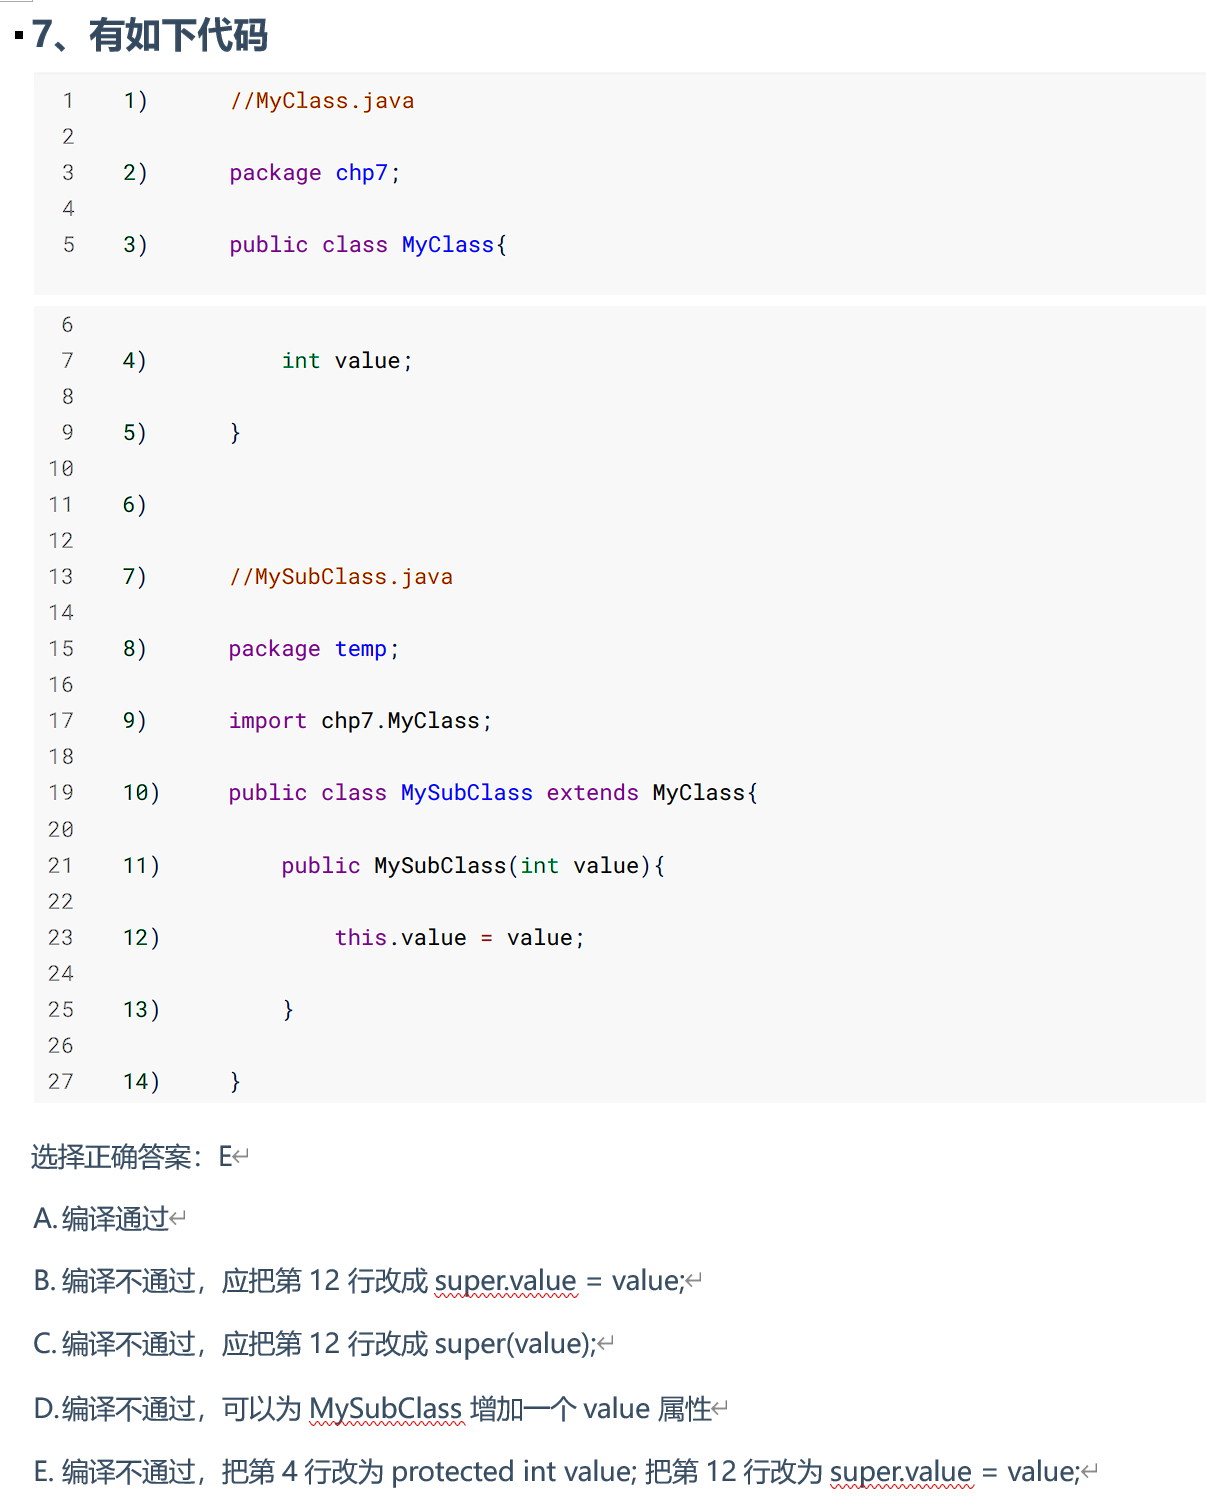 7、有如下代码
1 1) //MyClass.java
2
3 2) package chp7;
4
5 3) public class MyClass{
6
7 4) int value;
8
9 5) }
10
11 6)
12
13 7) //MySubClass.java
14
15 8) package temp;
16
17 9) import chp7.MyClass;
18
19 10) public class MySubClass extends MyClass{
20
21 11) public MySubClass(int value){
22
23 12) this.value = value;
24
25 13) }
26
27 14) }
选择正确答案：E
A. 编译通过
B. 编译不通过，应把第 12 行改成 super.value = value;
C. 编译不通过，应把第 12 行改成 super(value);
D.编译不通过，可以为 MySubClass 增加一个 value 属性
E. 编译不通过，把第 4 行改为 protected int value; 把第 12 行改为 super.value = value;